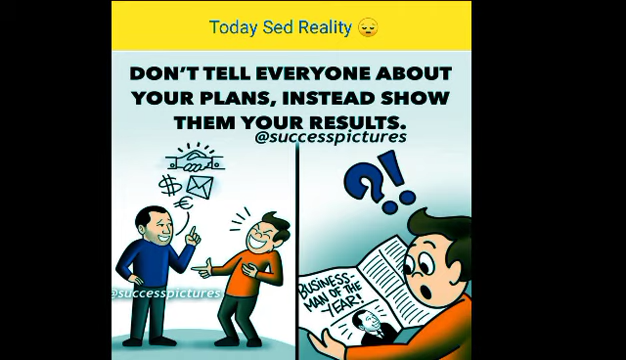 Today Sed Reality 😔
DON'T TELL EVERYONE ABOUT
YOUR PLANS, INSTEAD SHOW
THEM YOUR RESULTS.
@successpictures
$
€
?!
@successpictures
BUSINESS-
MAN OF THE
YEAR!